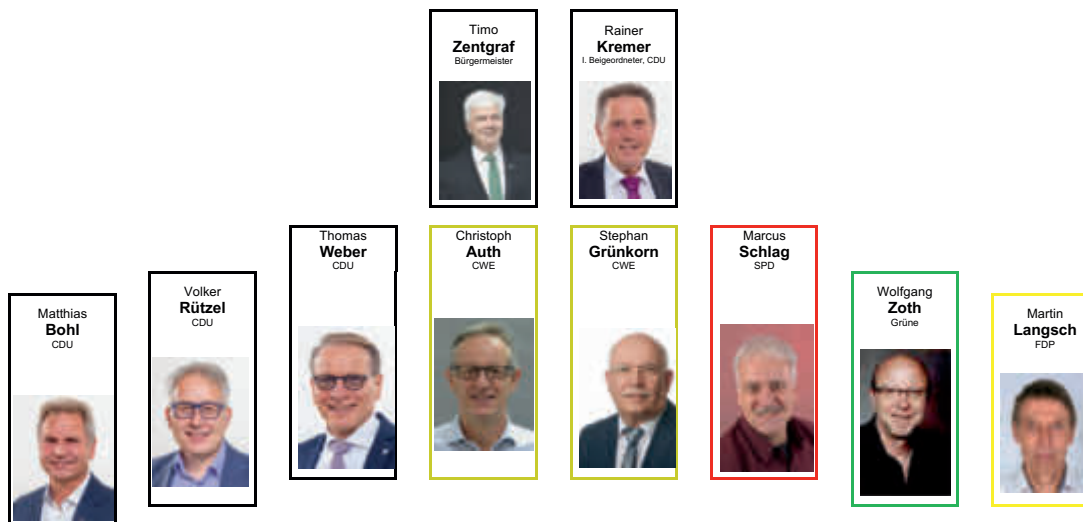 Timo
Zentgraf
Bürgermeister
Rainer
Kremer
I. Beigeordneter, CDU
Matthias
Bohl
CDU
Volker
Rützel
CDU
Thomas
Weber
CDU
Christoph
Auth
CWE
Stephan
Grünkorn
CWE
Marcus
Schlag
SPD
Wolfgang
Zoth
Grüne
Martin
Langsch
FDP